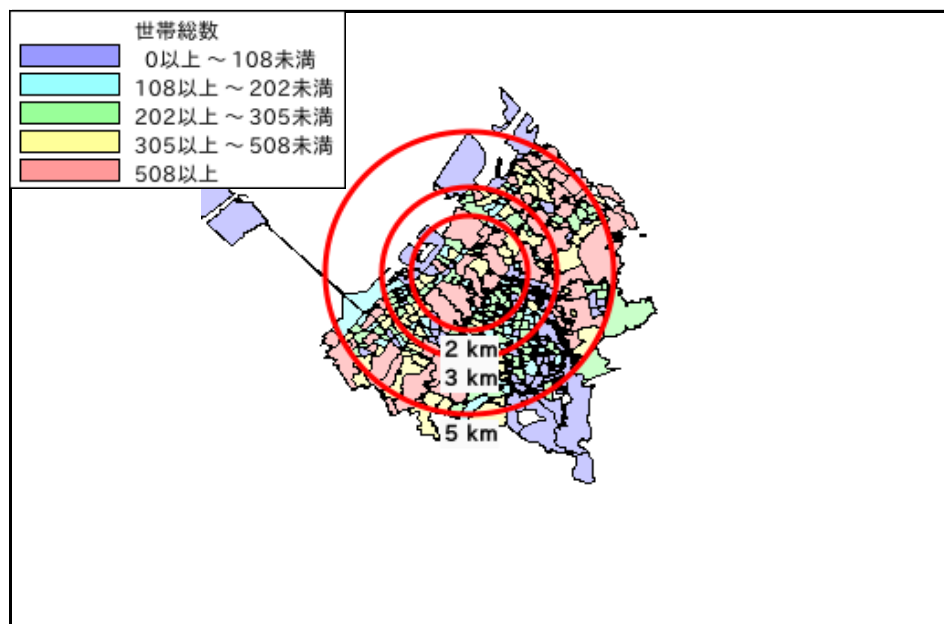 世帯総数
0以上 ～ 108未満
108以上 ～ 202未満
202以上 ～ 305未満
305以上 ～ 508未満
508以上
2 km
3 km
5 km